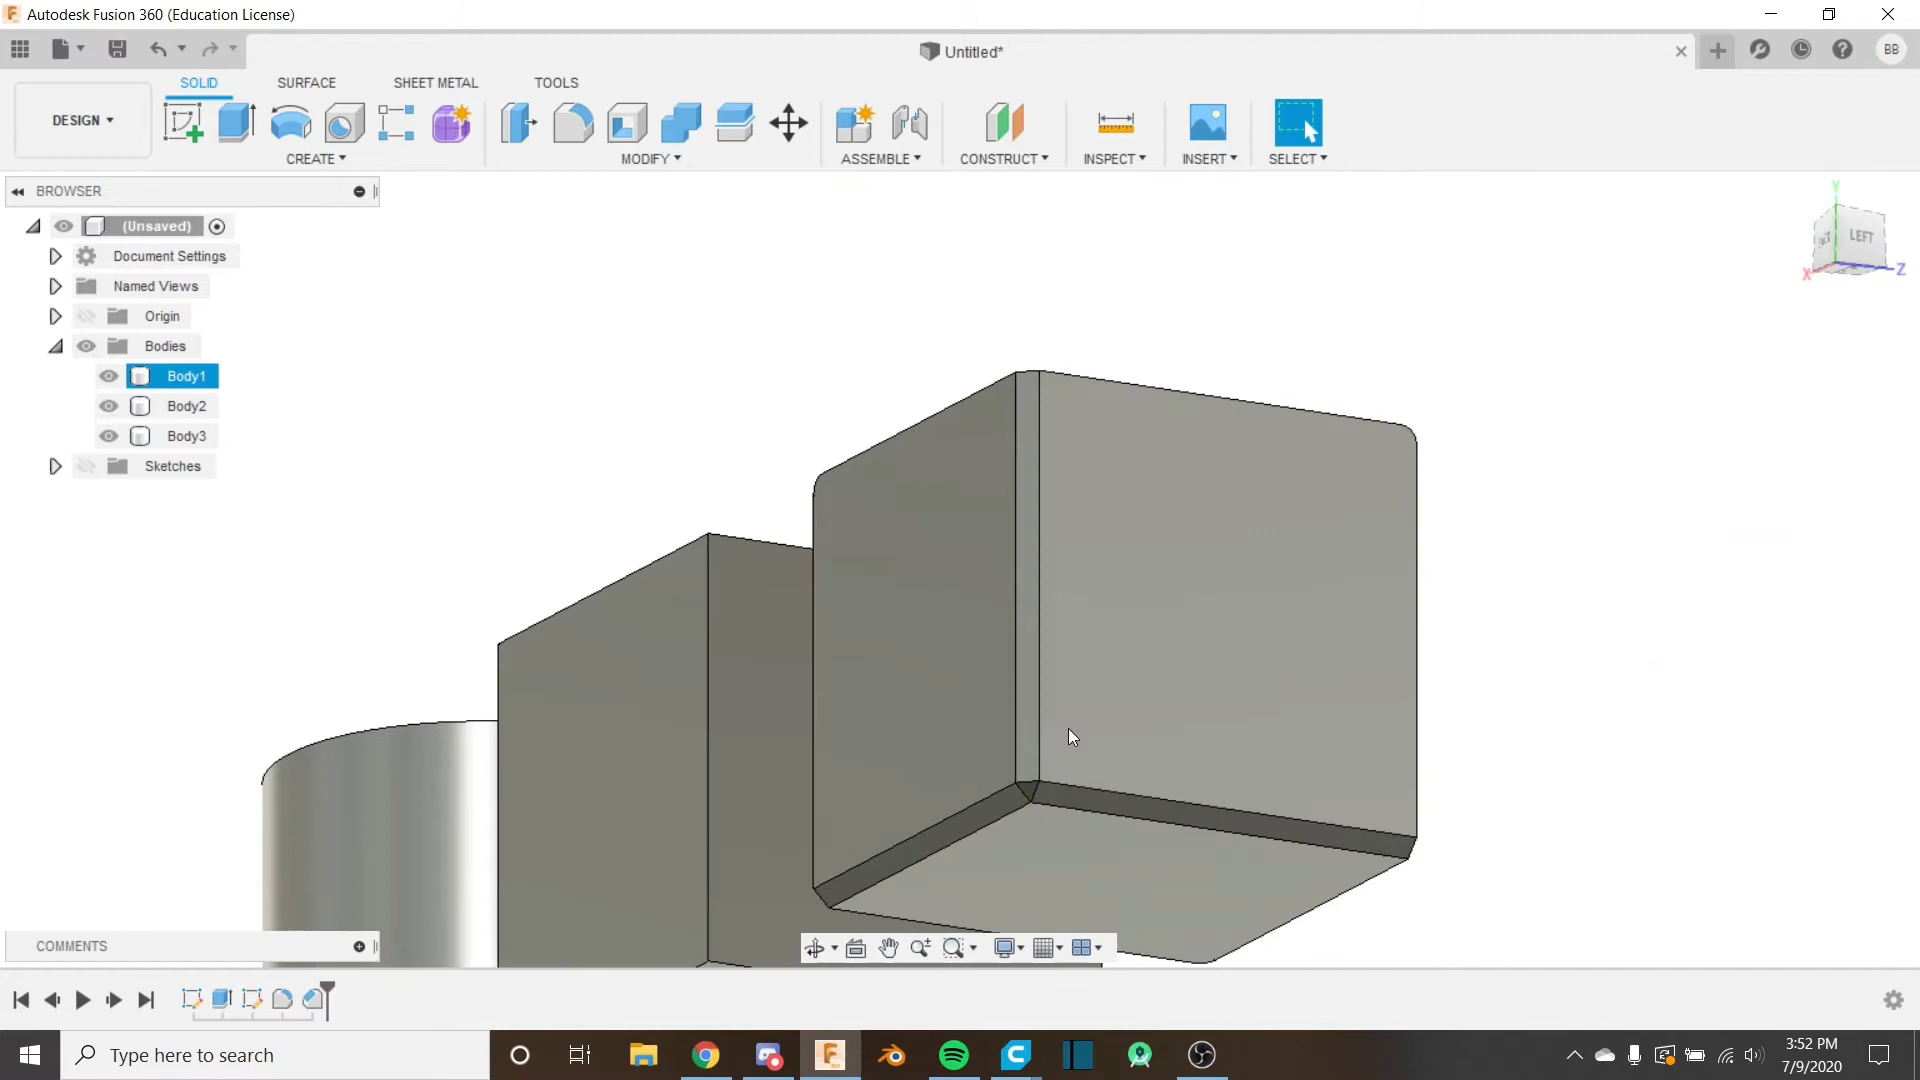 Autodesk Fusion 360 (Education License)
Untitled*
BB
DESIGN
SOLID
SURFACE
SHEET METAL
TOOLS
CREATE
MODIFY
ASSEMBLE
CONSTRUCT
INSPECT
INSERT
SELECT
BROWSER
(Unsaved)
Document Settings
Named Views
Origin
Bodies
Body1
Body2
Body3
Sketches
Y
LEFT
X
Z
COMMENTS
Type here to search
3:52 PM
7/9/2020